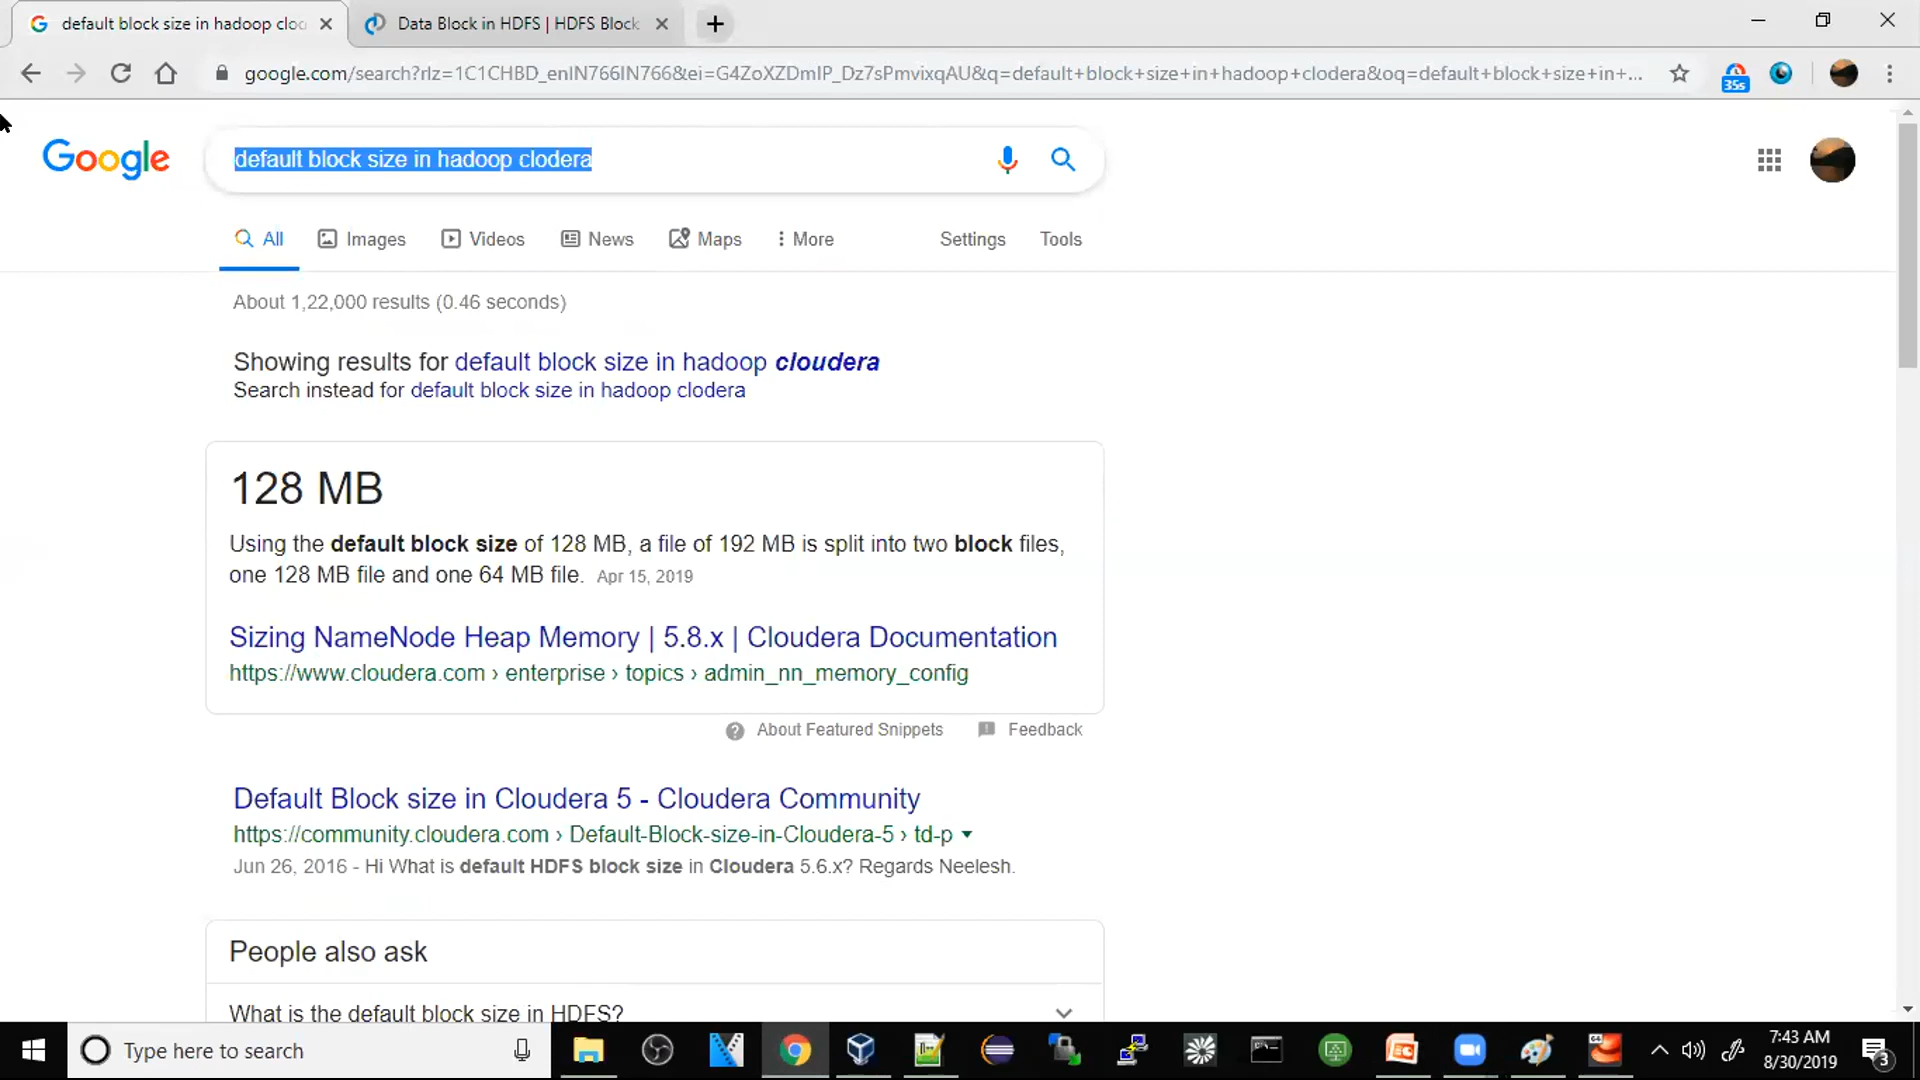 default block size in hadoop cloc
Data Block in HDFS | HDFS Block
google.com/search?rlz=1C1CHBD_enIN766IN766&ei=G4ZoXZDmIP_Dz7sPmvixqAU&q=default+block+size+in+hadoop+clodera&oq=default+block+size+in+...
35s
Google
default block size in hadoop clodera
All Images Videos News Maps More Settings Tools
About 1,22,000 results (0.46 seconds)
Showing results for default block size in hadoop cloudera
Search instead for default block size in hadoop clodera
128 MB
Using the default block size of 128 MB, a file of 192 MB is split into two block files,
one 128 MB file and one 64 MB file. Apr 15, 2019
Sizing NameNode Heap Memory | 5.8.x | Cloudera Documentation
https://www.cloudera.com › enterprise › topics › admin_nn_memory_config
About Featured Snippets Feedback
Default Block size in Cloudera 5 - Cloudera Community
https://community.cloudera.com › Default-Block-size-in-Cloudera-5 › td-p
Jun 26, 2016 - Hi What is default HDFS block size in Cloudera 5.6.x? Regards Neelesh.
People also ask
What is the default block size in HDFS?
Type here to search
7:43 AM
8/30/2019
3